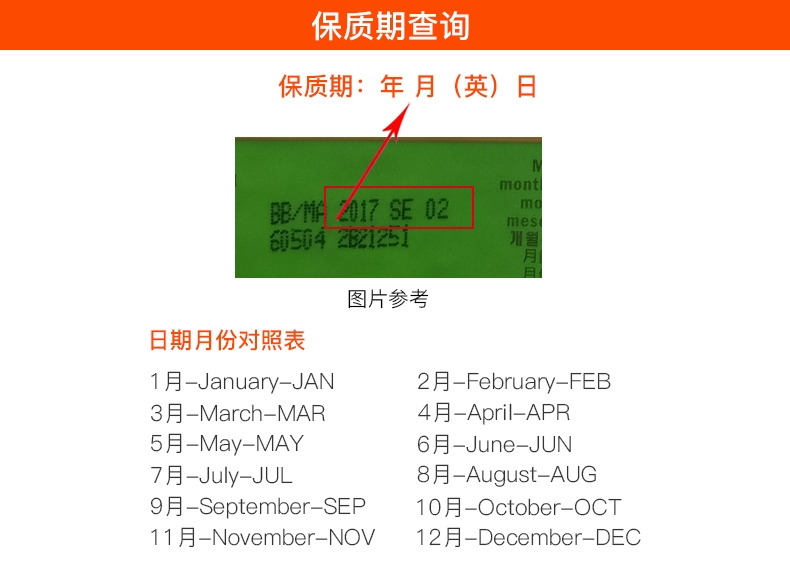 保质期查询
保质期：年 月（英）日
BB/MA 2017 SE 02
60504 2B21251
M
month
mo
mese
개월
月
月
图片参考
日期月份对照表
1月–January–JAN
2月–February–FEB
3月–March–MAR
4月–April–APR
5月–May–MAY
6月–June–JUN
7月–July–JUL
8月–August–AUG
9月–September–SEP
10月–October–OCT
11月–November–NOV
12月–December–DEC